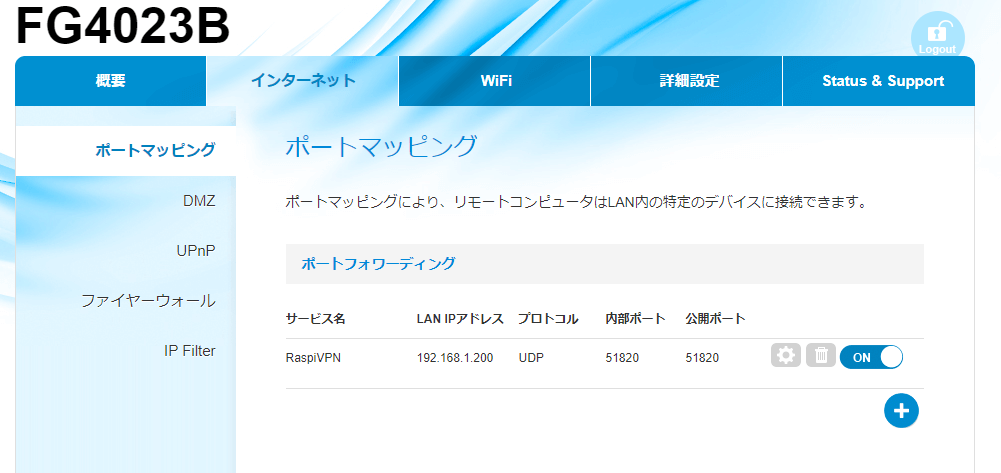 FG4023B
Logout
概要 インターネット WiFi 詳細設定 Status & Support
ポートマッピング
DMZ
UPnP
ファイヤーウォール
IP Filter
ポートマッピング
ポートマッピングにより、リモートコンピュータはLAN内の特定のデバイスに接続できます。
ポートフォワーディング
サービス名 LAN IPアドレス プロトコル 内部ポート 公開ポート
RaspiVPN 192.168.1.200 UDP 51820 51820 ON